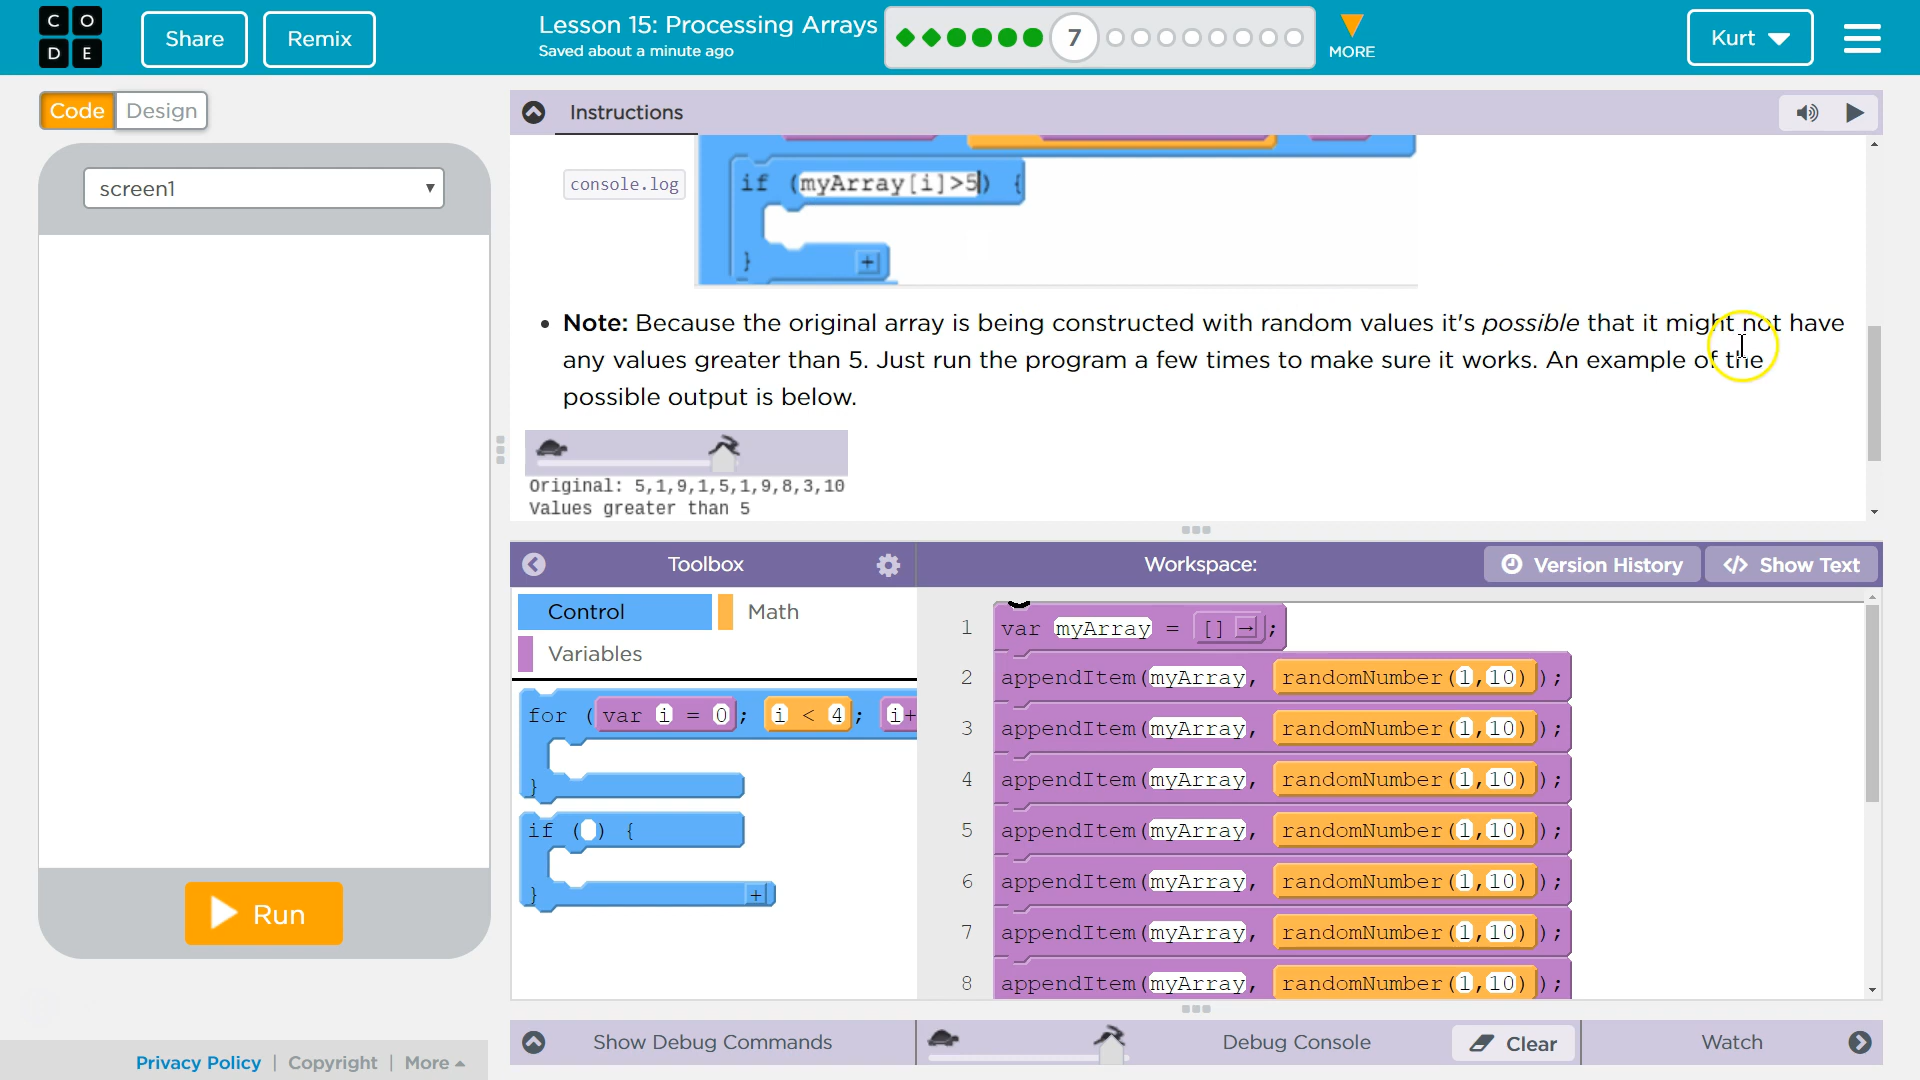 CO
DE
Share
Remix
Lesson 15: Processing Arrays
Saved about a minute ago
7
MORE
Kurt
Code
Design
Instructions
screen1
console.log
if (myArray[i]>5) {
}
+
• Note: Because the original array is being constructed with random values it's possible that it might not have
any values greater than 5. Just run the program a few times to make sure it works. An example of the
possible output is below.
Original: 5,1,9,1,5,1,9,8,3,10
Values greater than 5
Toolbox
Workspace:
Version History
</> Show Text
Control
Math
Variables
for (var i = 0; i < 4; i+
}
if () {
}
+
1 var myArray = [] →;
2 appendItem(myArray, randomNumber(1,10));
3 appendItem(myArray, randomNumber(1,10));
4 appendItem(myArray, randomNumber(1,10));
5 appendItem(myArray, randomNumber(1,10));
6 appendItem(myArray, randomNumber(1,10));
7 appendItem(myArray, randomNumber(1,10));
8 appendItem(myArray, randomNumber(1,10));
Run
Show Debug Commands
Debug Console
Clear
Watch
Privacy Policy | Copyright | More